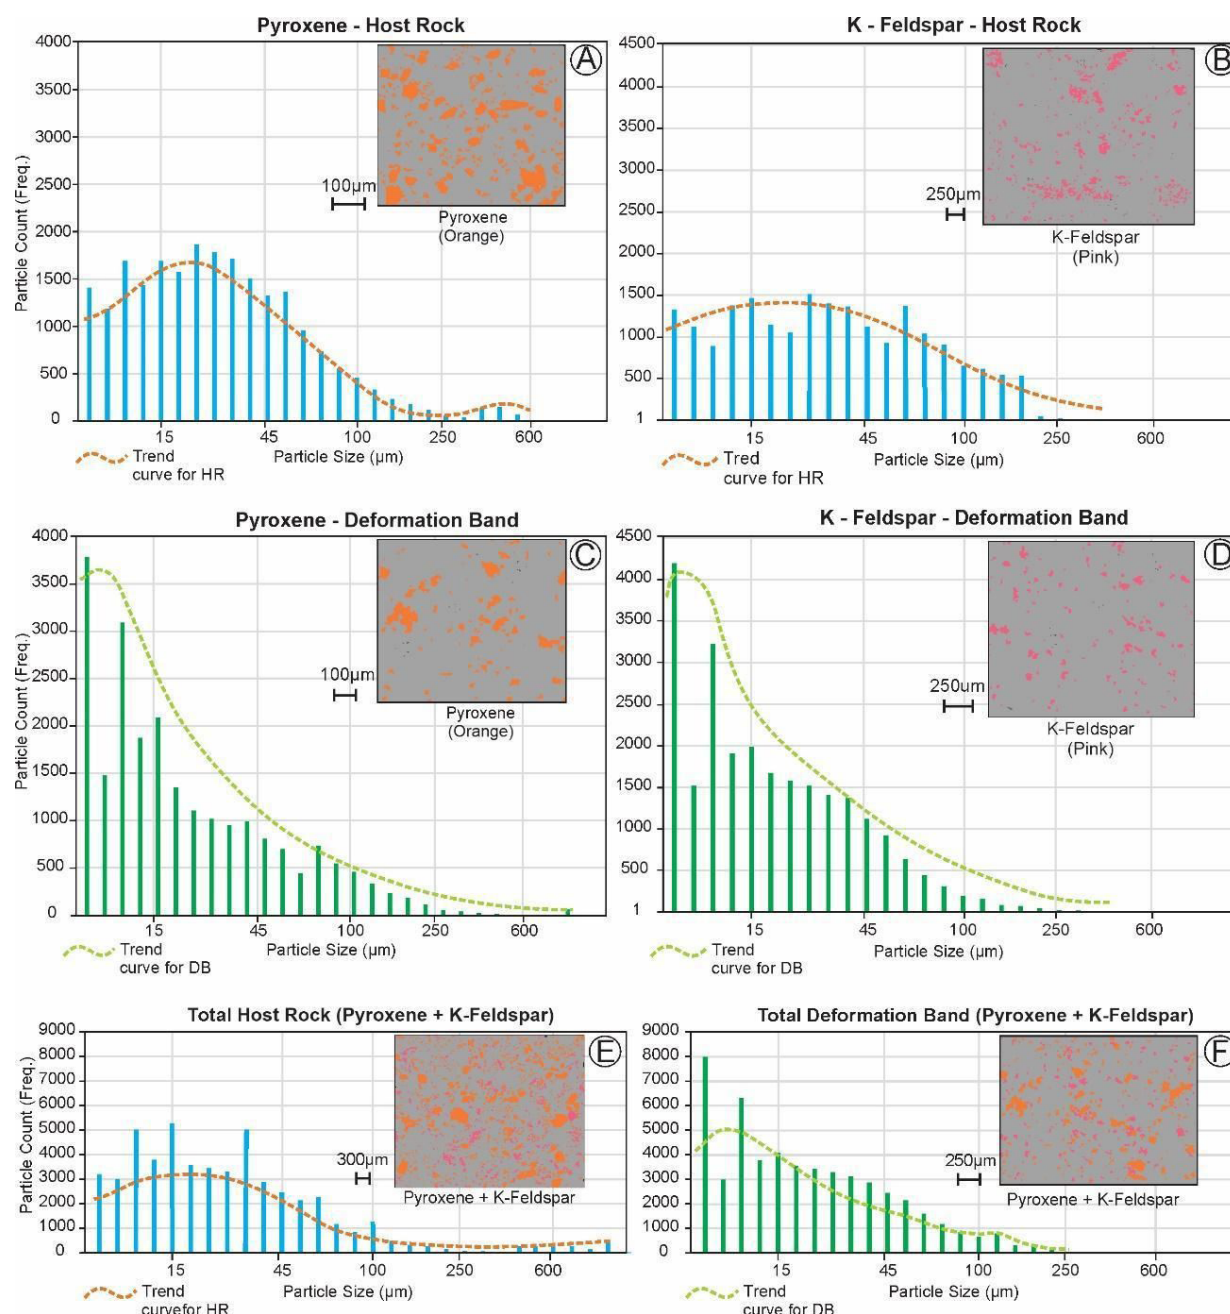 Pyroxene - Host Rock
A
4000
3500
3000
2500
2000
1500
1000
500
0
Particle Count (Freq.)
100µm
Pyroxene
(Orange)
15
45
100
250
600
Particle Size (µm)
Trend
curve for HR
K - Feldspar - Host Rock
B
4500
4000
3500
3000
2500
2000
1500
1000
500
1
250µm
K-Feldspar
(Pink)
15
45
100
250
600
Particle Size (µm)
Tred
curve for HR
Pyroxene - Deformation Band
C
4000
3500
3000
2500
2000
1500
1000
500
0
Particle Count (Freq.)
100µm
Pyroxene
(Orange)
15
45
100
250
600
Particle Size (µm)
Trend
curve for DB
K - Feldspar - Deformation Band
D
4500
4000
3500
3000
2500
2000
1500
1000
500
1
250um
K-Feldspar
(Pink)
15
45
100
250
600
Particle Size (µm)
Trend
curve for DB
Total Host Rock (Pyroxene + K-Feldspar)
E
9000
8000
7000
6000
5000
4000
3000
2000
1000
0
Particle Count (Freq.)
300µm
Pyroxene + K-Feldspar
15
45
100
250
600
Particle Size (µm)
Trend
curvefor HR
Total Deformation Band (Pyroxene + K-Feldspar)
F
9000
8000
7000
6000
5000
4000
3000
2000
1000
0
250µm
Pyroxene + K-Feldspar
15
45
100
250
600
Particle Size (µm)
Trend
curve for DB